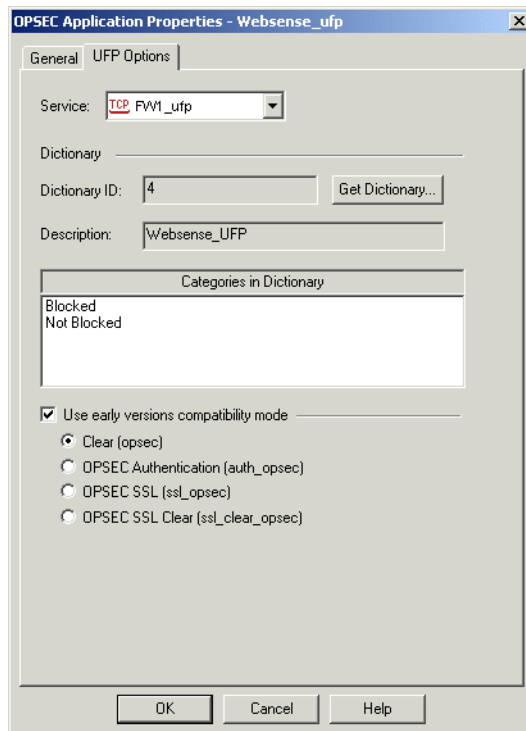 OPSEC Application Properties - Websense_ufp
General UFP Options
Service: TCP FW1_ufp
Dictionary
Dictionary ID: 4 Get Dictionary...
Description: Websense_UFP
Categories in Dictionary
Blocked
Not Blocked
Use early versions compatibility mode
Clear (opsec)
OPSEC Authentication (auth_opsec)
OPSEC SSL (ssl_opsec)
OPSEC SSL Clear (ssl_clear_opsec)
OK Cancel Help